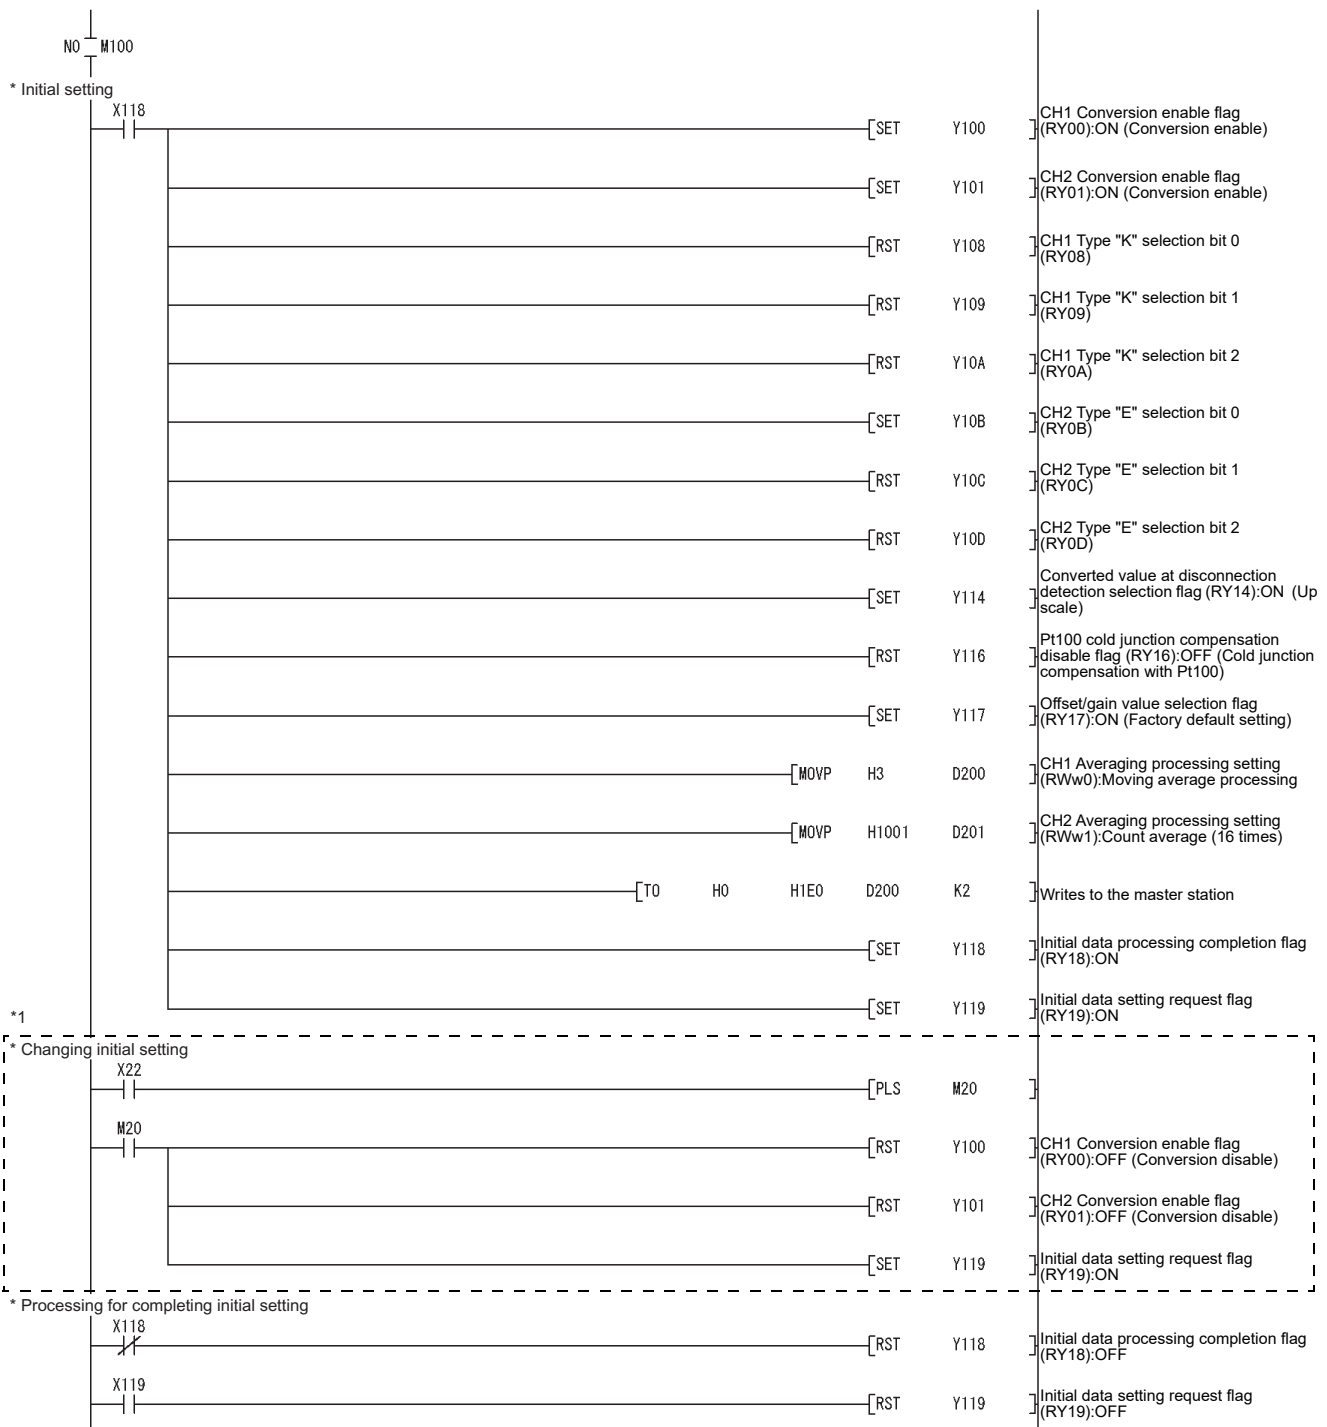 N0 M100
* Initial setting
X118
SET Y100
CH1 Conversion enable flag
(RY00):ON (Conversion enable)
SET Y101
CH2 Conversion enable flag
(RY01):ON (Conversion enable)
RST Y108
CH1 Type "K" selection bit 0
(RY08)
RST Y109
CH1 Type "K" selection bit 1
(RY09)
RST Y10A
CH1 Type "K" selection bit 2
(RY0A)
SET Y10B
CH2 Type "E" selection bit 0
(RY0B)
RST Y10C
CH2 Type "E" selection bit 1
(RY0C)
RST Y10D
CH2 Type "E" selection bit 2
(RY0D)
SET Y114
Converted value at disconnection
detection selection flag (RY14):ON (Up
scale)
RST Y116
Pt100 cold junction compensation
disable flag (RY16):OFF (Cold junction
compensation with Pt100)
SET Y117
Offset/gain value selection flag
(RY17):ON (Factory default setting)
MOVP H3 D200
CH1 Averaging processing setting
(RWw0):Moving average processing
MOVP H1001 D201
CH2 Averaging processing setting
(RWw1):Count average (16 times)
TO H0 H1E0 D200 K2
Writes to the master station
SET Y118
Initial data processing completion flag
(RY18):ON
SET Y119
Initial data setting request flag
(RY19):ON
*1
* Changing initial setting
X22
PLS M20
M20
RST Y100
CH1 Conversion enable flag
(RY00):OFF (Conversion disable)
RST Y101
CH2 Conversion enable flag
(RY01):OFF (Conversion disable)
SET Y119
Initial data setting request flag
(RY19):ON
* Processing for completing initial setting
X118
RST Y118
Initial data processing completion flag
(RY18):OFF
X119
RST Y119
Initial data setting request flag
(RY19):OFF